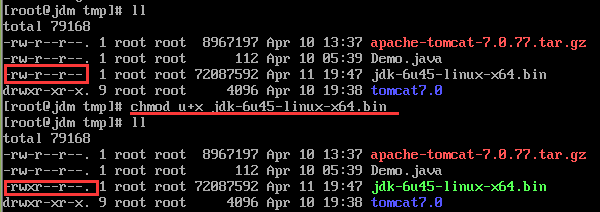 [root@jdm tmp]# ll
total 79168
-rw-r--r--. 1 root root  8967197 Apr 10 13:37 apache-tomcat-7.0.77.tar.gz
-rw-r--r--. 1 root root      112 Apr 10 05:39 Demo.java
-rw-r--r--. 1 root root 72087592 Apr 11 19:47 jdk-6u45-linux-x64.bin
drwxr-xr-x. 9 root root     4096 Apr 10 19:38 tomcat7.0
[root@jdm tmp]# chmod u+x jdk-6u45-linux-x64.bin
[root@jdm tmp]# ll
total 79168
-rw-r--r--. 1 root root  8967197 Apr 10 13:37 apache-tomcat-7.0.77.tar.gz
-rw-r--r--. 1 root root      112 Apr 10 05:39 Demo.java
-rwxr--r--. 1 root root 72087592 Apr 11 19:47 jdk-6u45-linux-x64.bin
drwxr-xr-x. 9 root root     4096 Apr 10 19:38 tomcat7.0